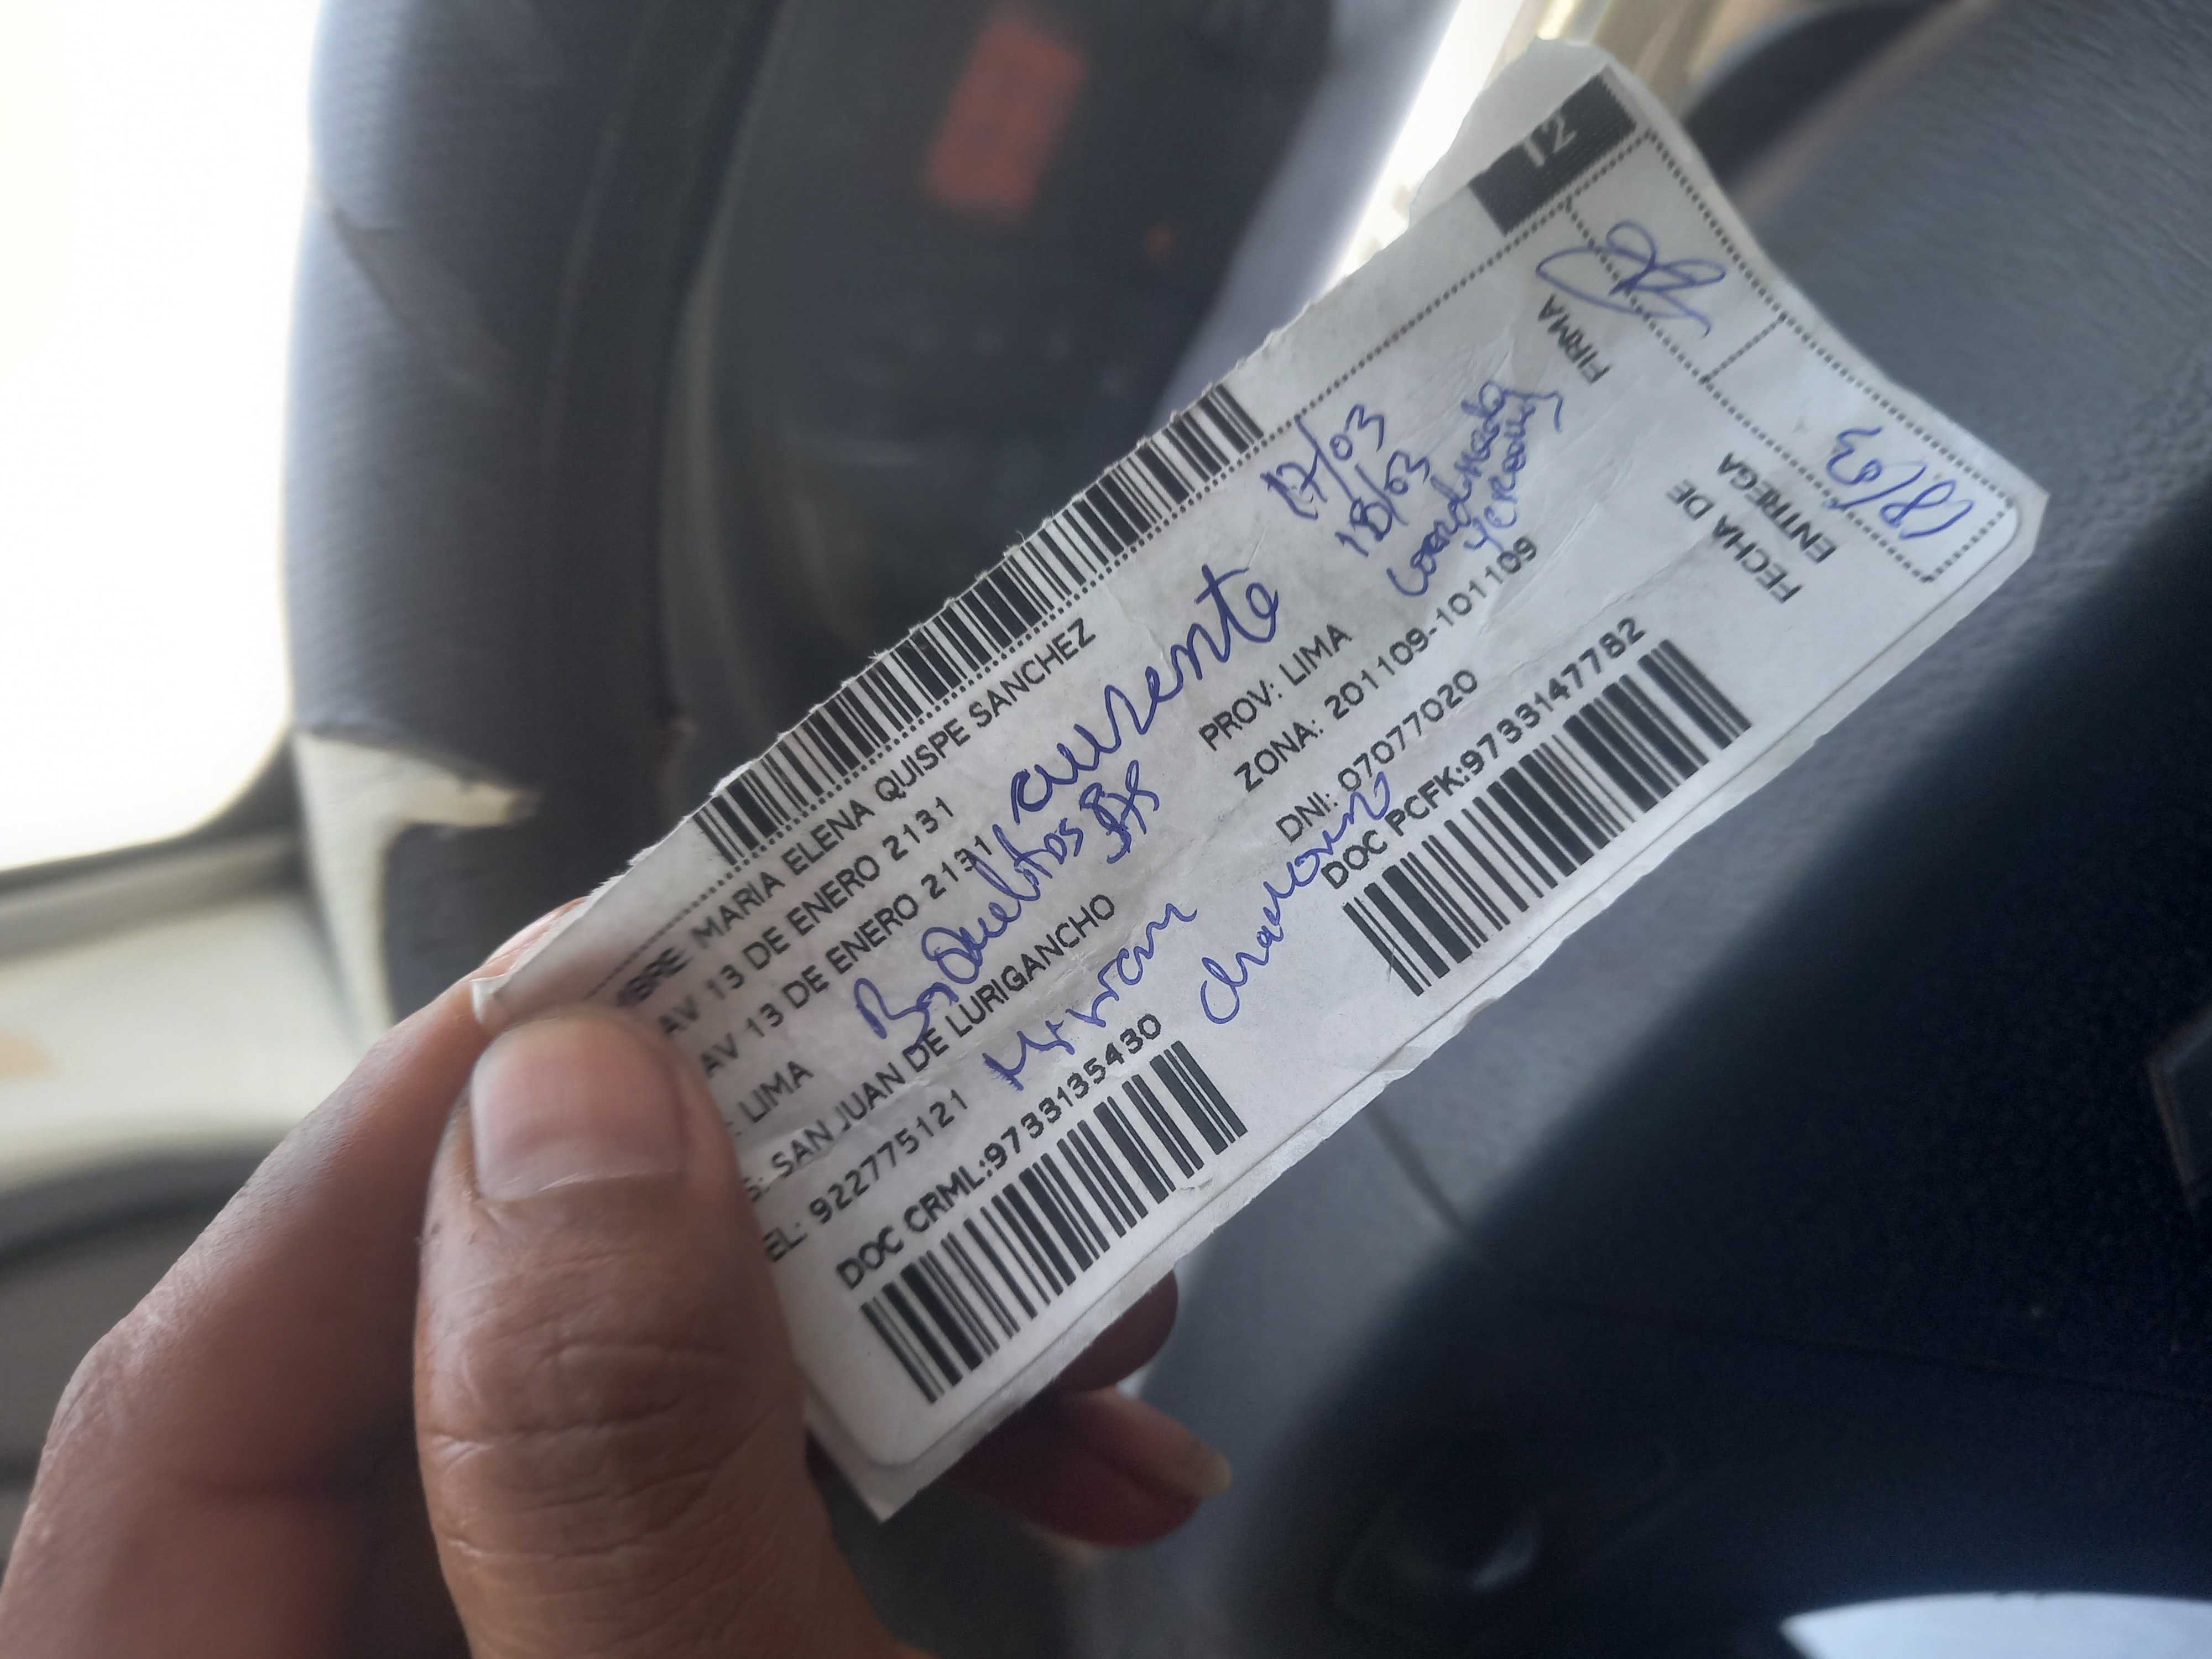 12
MBRE MARIA ELENA QUISPE SANCHEZ
AV 13 DE ENERO 2131
AV 13 DE ENERO 2131
ausente
: LIMA
PROV: LIMA
17/03
18/03
S: SAN JUAN DE LURIGANCHO
ZONA: 201109-101109
EL: 922775121
DNI: 07077020
DOC CRML:9733135430
DOC PCFK:9733147782
FIRMA
FECHA DE
ENTREGA
18/03